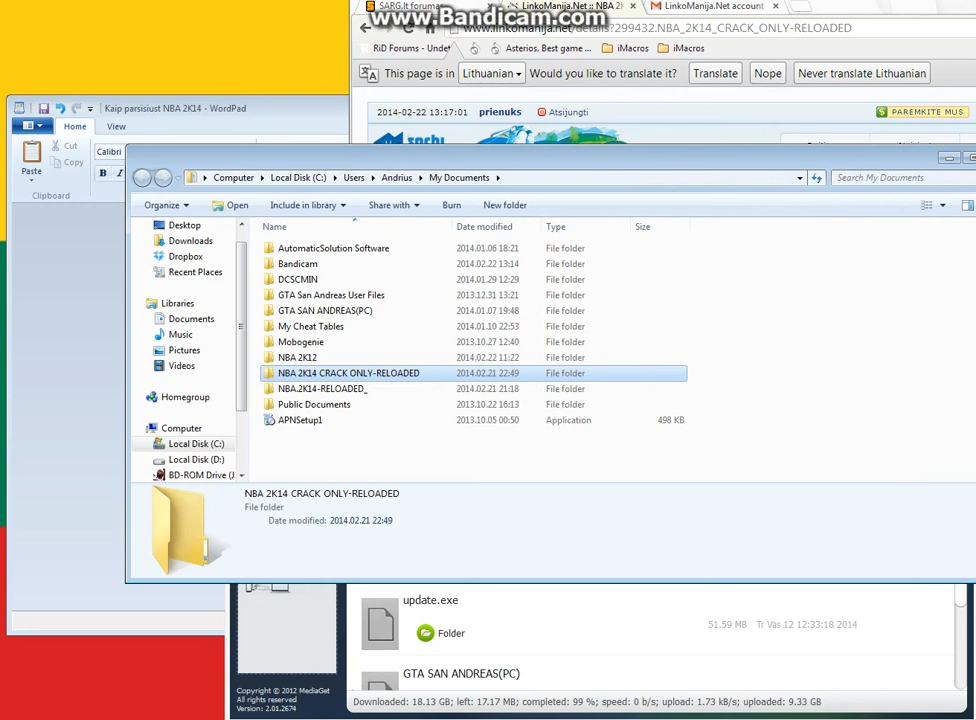 www.Bandicam.com
SARG.lt foruma
LinkoManija.Net :: NBA 2K
LinkoManija.Net account
www.linkomanija.net/details?299432.NBA_2K14_CRACK_ONLY-RELOADED
RiD Forums - Undet
Asterios. Best game ...
iMacros
iMacros
This page is in Lithuanian Would you like to translate it? Translate Nope Never translate Lithuanian
2014-02-22 13:17:01 prienuks Atsijungti
PAREMKITE MUS
Kaip parsisiust NBA 2K14 - WordPad
Home View
Paste
Cut
Copy
Calibri
B I
Clipboard
Computer Local Disk (C:) Users Andrius My Documents
Search My Documents
Organize Open Include in library Share with Burn New folder
Desktop
Downloads
Dropbox
Recent Places
Libraries
Documents
Music
Pictures
Videos
Homegroup
Computer
Local Disk (C:)
Local Disk (D:)
BD-ROM Drive (
Name Date modified Type Size
AutomaticSolution Software 2014.01.06 18:21 File folder
Bandicam 2014.02.22 13:14 File folder
DCSCMIN 2014.01.29 12:29 File folder
GTA San Andreas User Files 2013.12.31 13:21 File folder
GTA SAN ANDREAS(PC) 2014.01.07 19:48 File folder
My Cheat Tables 2014.01.10 22:53 File folder
Mobogenie 2013.10.27 12:40 File folder
NBA 2K12 2014.02.22 11:22 File folder
NBA 2K14 CRACK ONLY-RELOADED 2014.02.21 22:49 File folder
NBA.2K14-RELOADED_ 2014.02.21 21:18 File folder
Public Documents 2013.10.22 16:13 File folder
APNSetup1 2013.10.05 00:50 Application 498 KB
NBA 2K14 CRACK ONLY-RELOADED
File folder
Date modified: 2014.02.21 22:49
update.exe
51.59 MB Tr Vas 12 12:33:18 2014
Folder
GTA SAN ANDREAS(PC)
Copyright © 2012 MediaGet
All rights reserved
Version: 2.01.2674
Downloaded: 18.13 GB; left: 17.17 MB; completed: 99 %; speed: 0 b/s; upload: 1.73 kB/s; uploaded: 9.33 GB